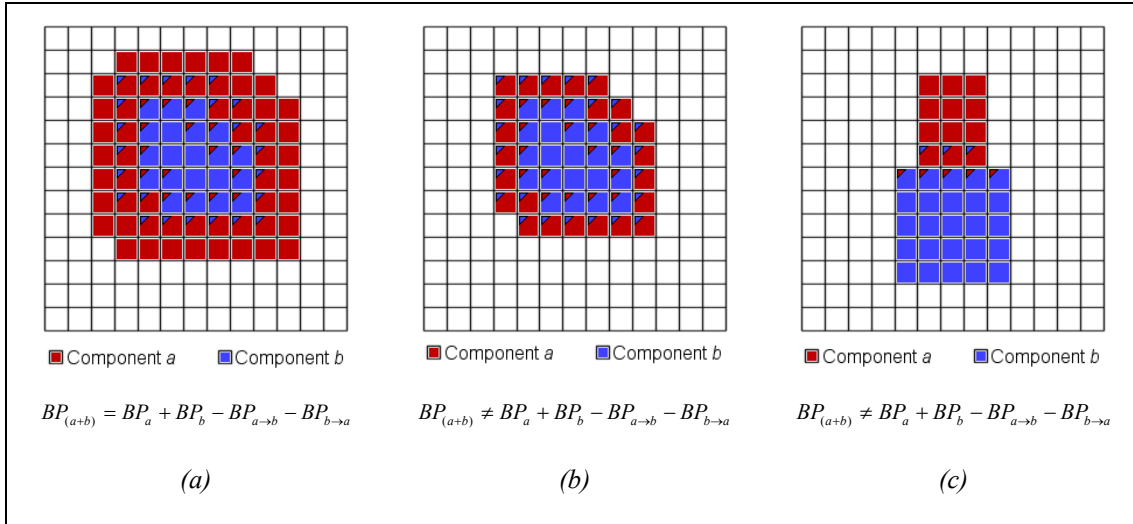 Component a Component b Component a Component b Component a Component b
BP(a+b) = BPa + BPb − BPa→b − BPb→a BP(a+b) ≠ BPa + BPb − BPa→b − BPb→a BP(a+b) ≠ BPa + BPb − BPa→b − BPb→a
(a) (b) (c)